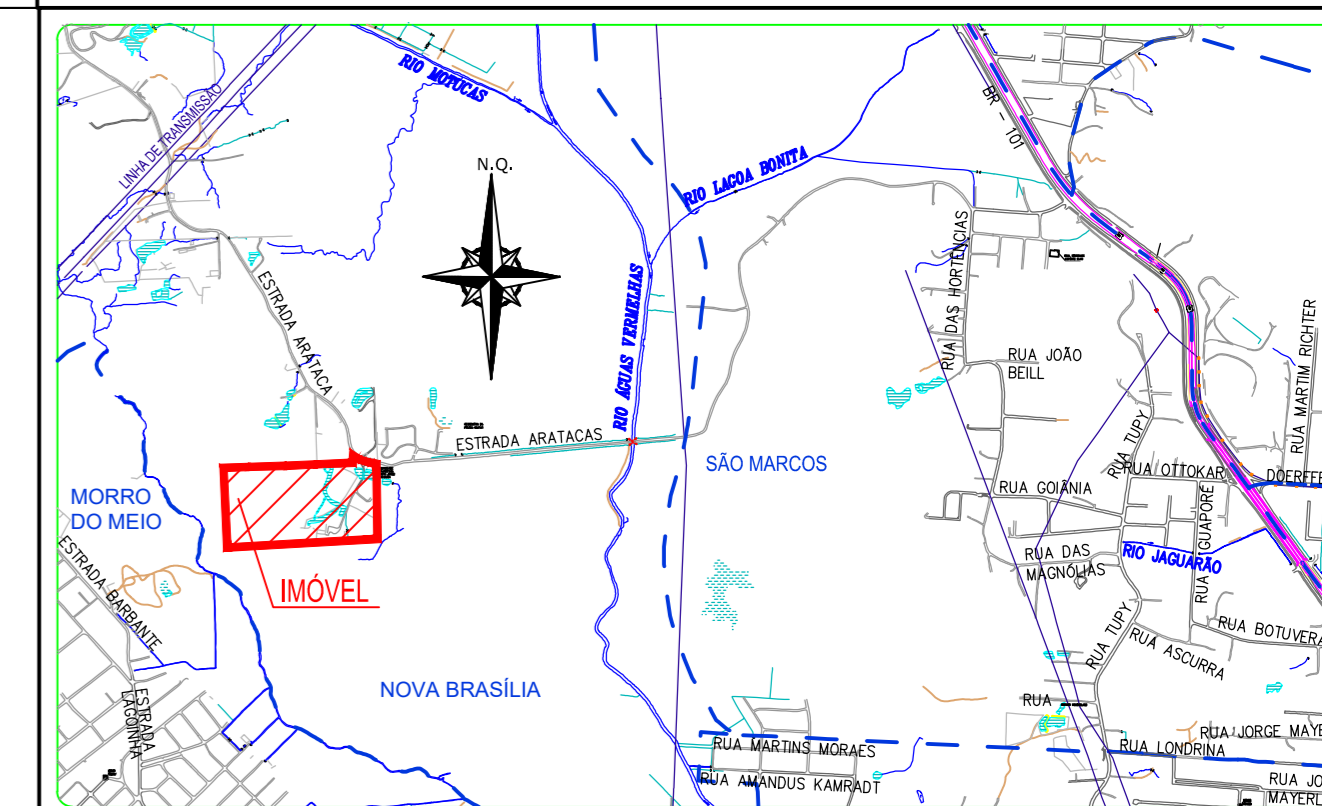 RIO MOTUCAS
BR - 101
LINHA DE TRANSMISSÃO
N.Q.
RIO LAGOA BONITA
RUA DAS HORTÊNCIAS
ESTRADA ARATACA
RIO ÁGUAS VERMELHAS
RUA MARTIM RICHTER
RUA JOÃO
BEILL
RUA TUPY
ESTRADA ARATACAS
SÃO MARCOS
RUA OTTOKAR
DOERFFE
MORRO
DO MEIO
RUA GOIÂNIA
RUA GUAPORÉ
ESTRADA BARBANTE
IMÓVEL
RUA DAS
MAGNÓLIAS
RIO JAGUARÃO
RUA TUPY
RUA BOTUVERA
RUA ASCURRA
NOVA BRASÍLIA
ESTRADA
LAGOINHA
RUA
RUA MARTINS MORAES
RUA LONDRINA
RUA JORGE MAYE
RUA AMANDUS KAMRADT
RUA JO
MAYERL